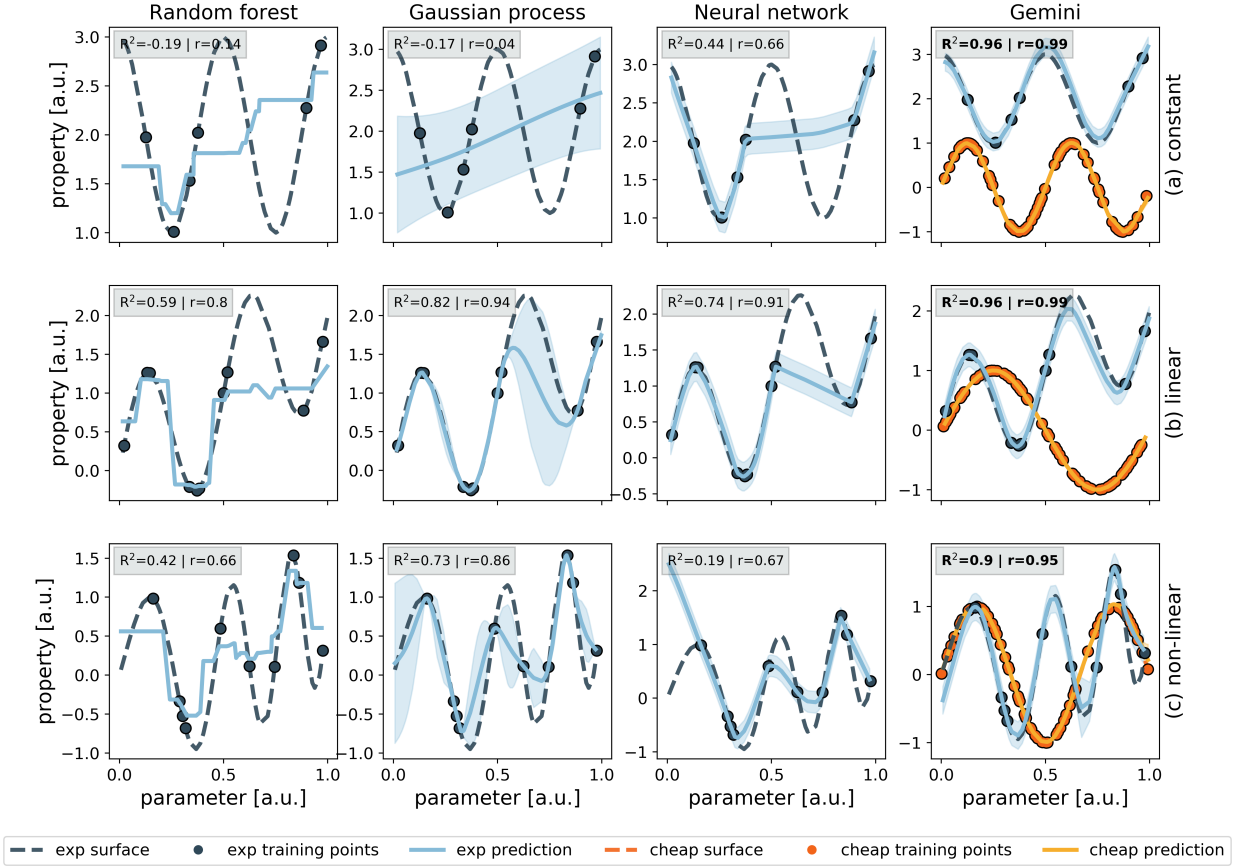 Random forest
Gaussian process
Neural network
Gemini
property [a.u.]
3.0
2.5
2.0
1.5
1.0
R²=-0.19 | r=0.14
3.0
2.5
2.0
1.5
1.0
R²=-0.17 | r=0.04
3.0
2.5
2.0
1.5
1.0
R²=0.44 | r=0.66
3
2
1
0
−1
R²=0.96 | r=0.99
(a) constant
property [a.u.]
2.0
1.5
1.0
0.5
0.0
R²=0.59 | r=0.8
2.0
1.5
1.0
0.5
0.0
R²=0.82 | r=0.94
2.0
1.5
1.0
0.5
0.0
−0.5
R²=0.74 | r=0.91
2
1
0
−1
R²=0.96 | r=0.99
(b) linear
property [a.u.]
1.5
1.0
0.5
0.0
−0.5
−1.0
R²=0.42 | r=0.66
1.5
1.0
0.5
0.0
−0.5
−1.0
R²=0.73 | r=0.86
2
1
0
−1
R²=0.19 | r=0.67
1
0
−1
R²=0.9 | r=0.95
(c) non-linear
0.0 0.5 1.0
0.0 0.5 1.0
0.0 0.5 1.0
0.0 0.5 1.0
parameter [a.u.]
parameter [a.u.]
parameter [a.u.]
parameter [a.u.]
exp surface
exp training points
exp prediction
cheap surface
cheap training points
cheap prediction